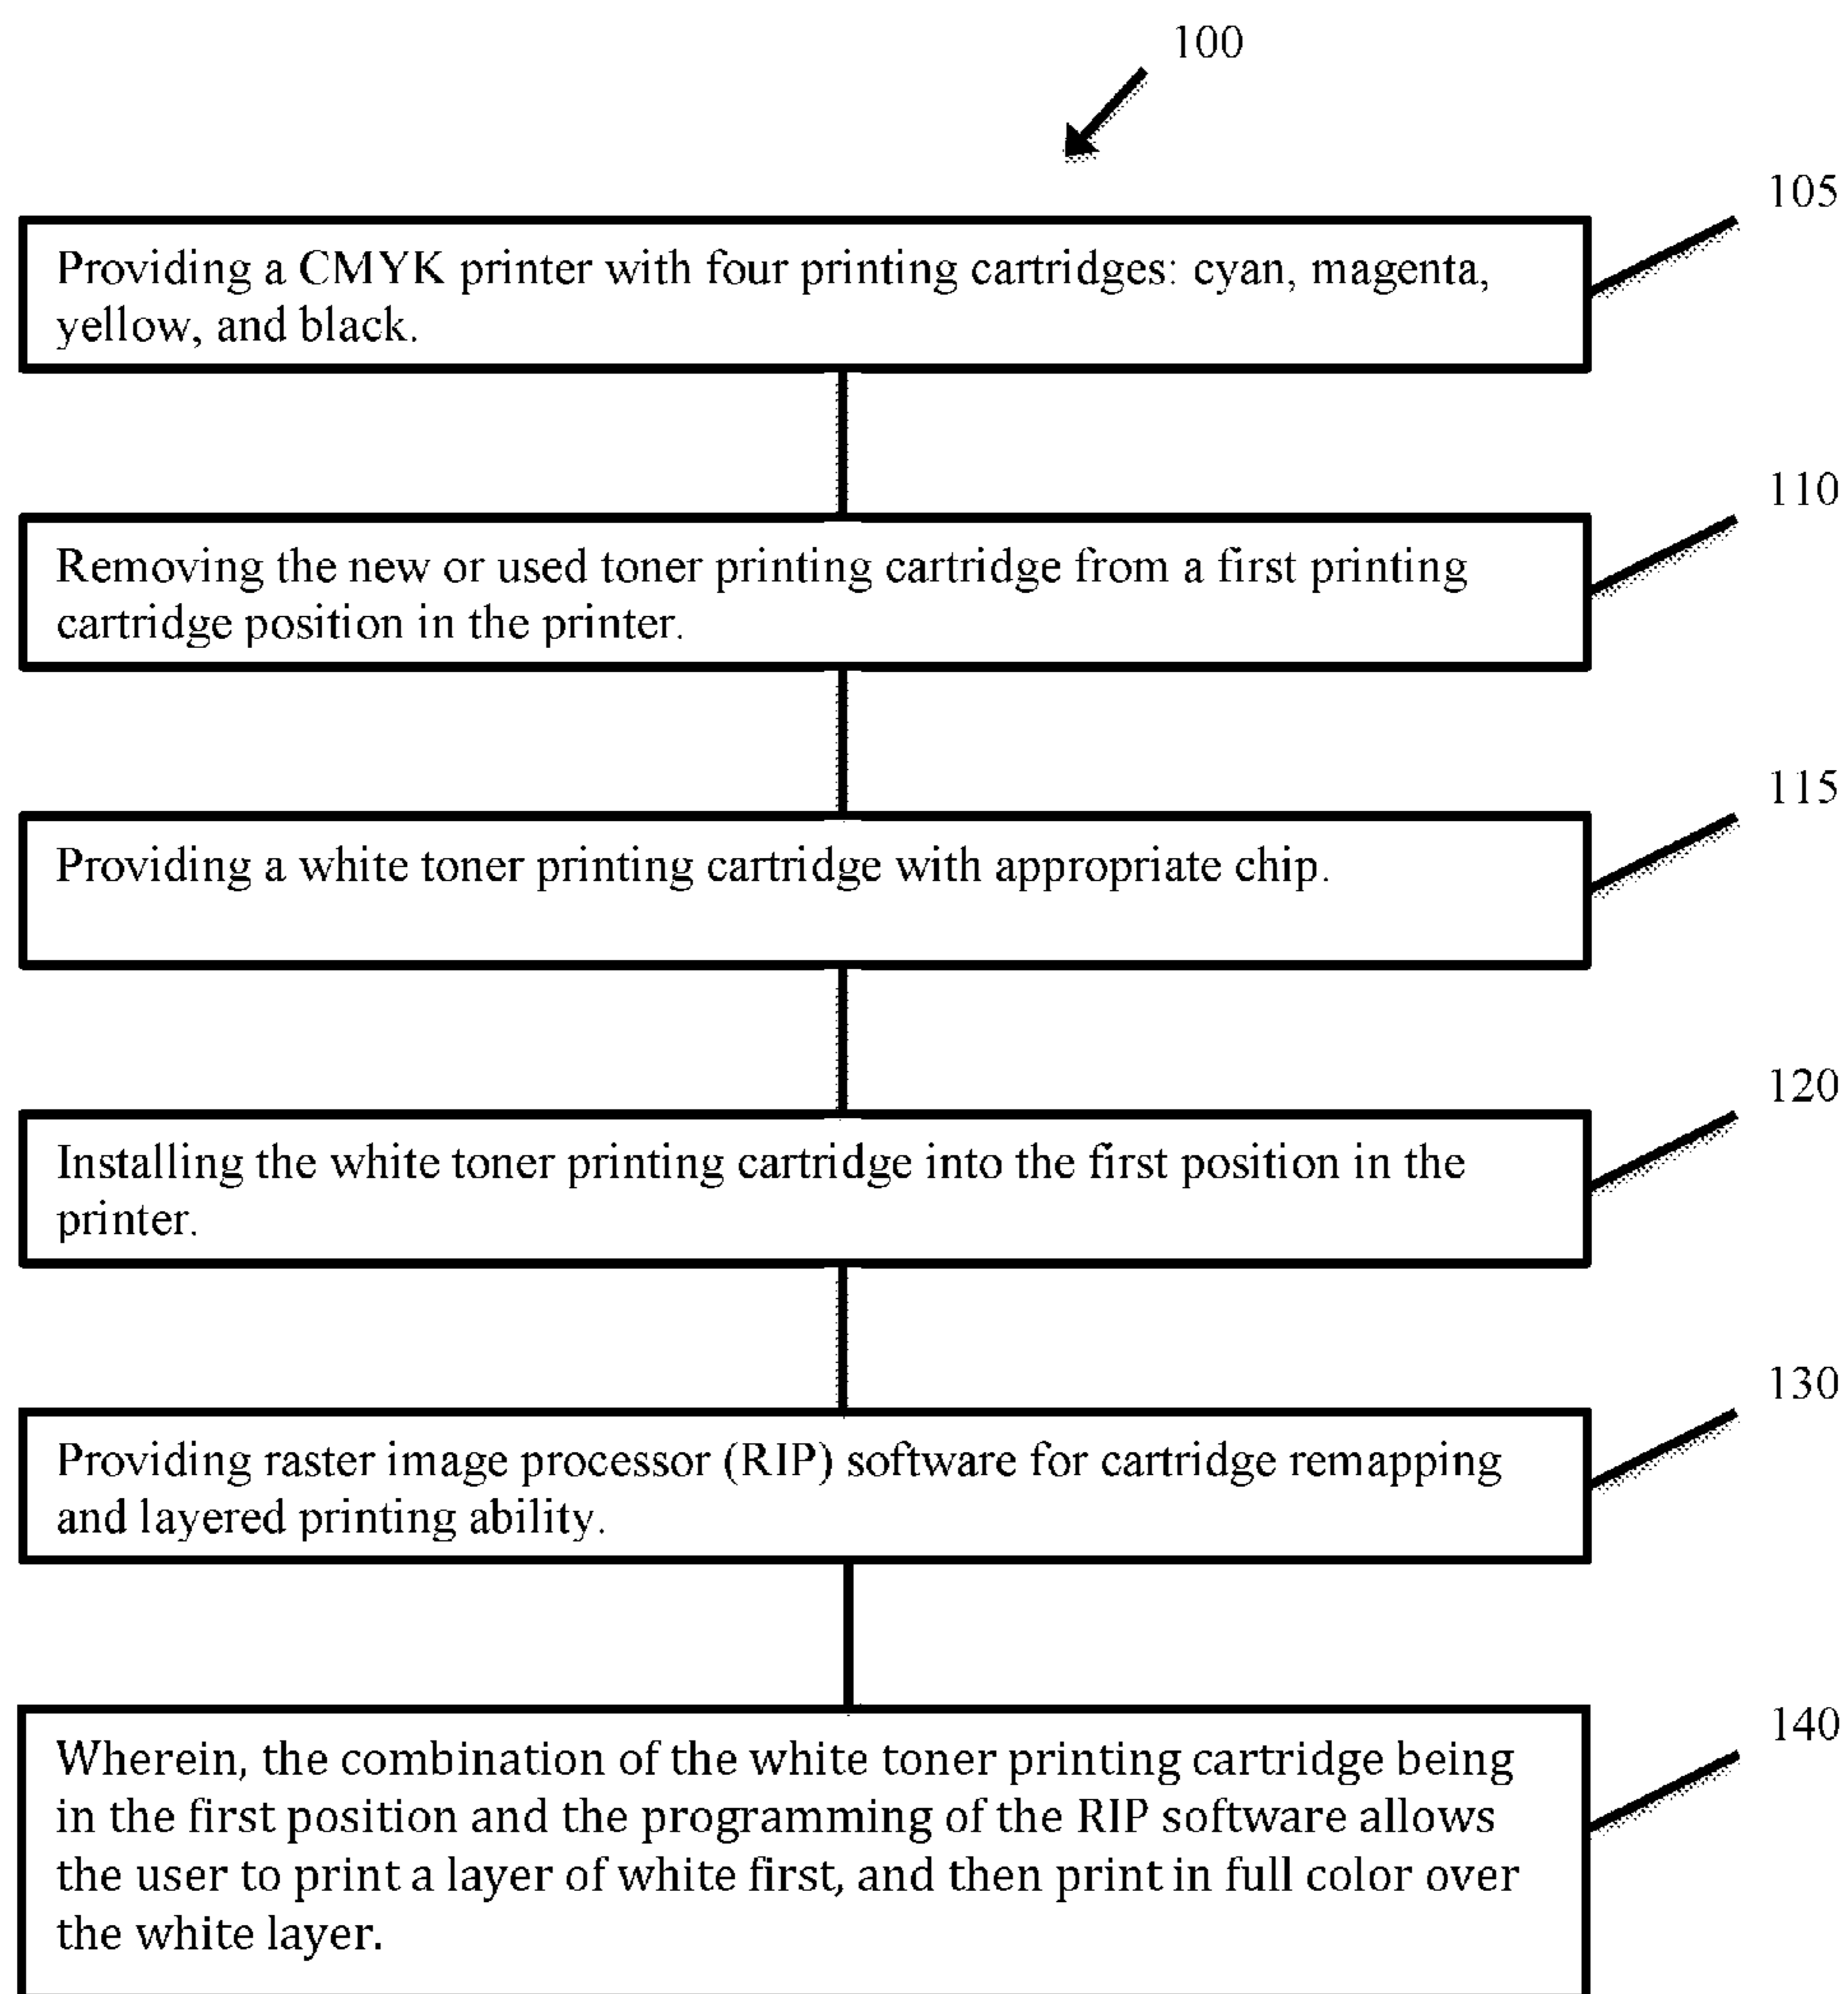 100
105
Providing a CMYK printer with four printing cartridges: cyan, magenta,
yellow, and black.
110
Removing the new or used toner printing cartridge from a first printing
cartridge position in the printer.
115
Providing a white toner printing cartridge with appropriate chip.
120
Installing the white toner printing cartridge into the first position in the
printer.
130
Providing raster image processor (RIP) software for cartridge remapping
and layered printing ability.
140
Wherein, the combination of the white toner printing cartridge being
in the first position and the programming of the RIP software allows
the user to print a layer of white first, and then print in full color over
the white layer.